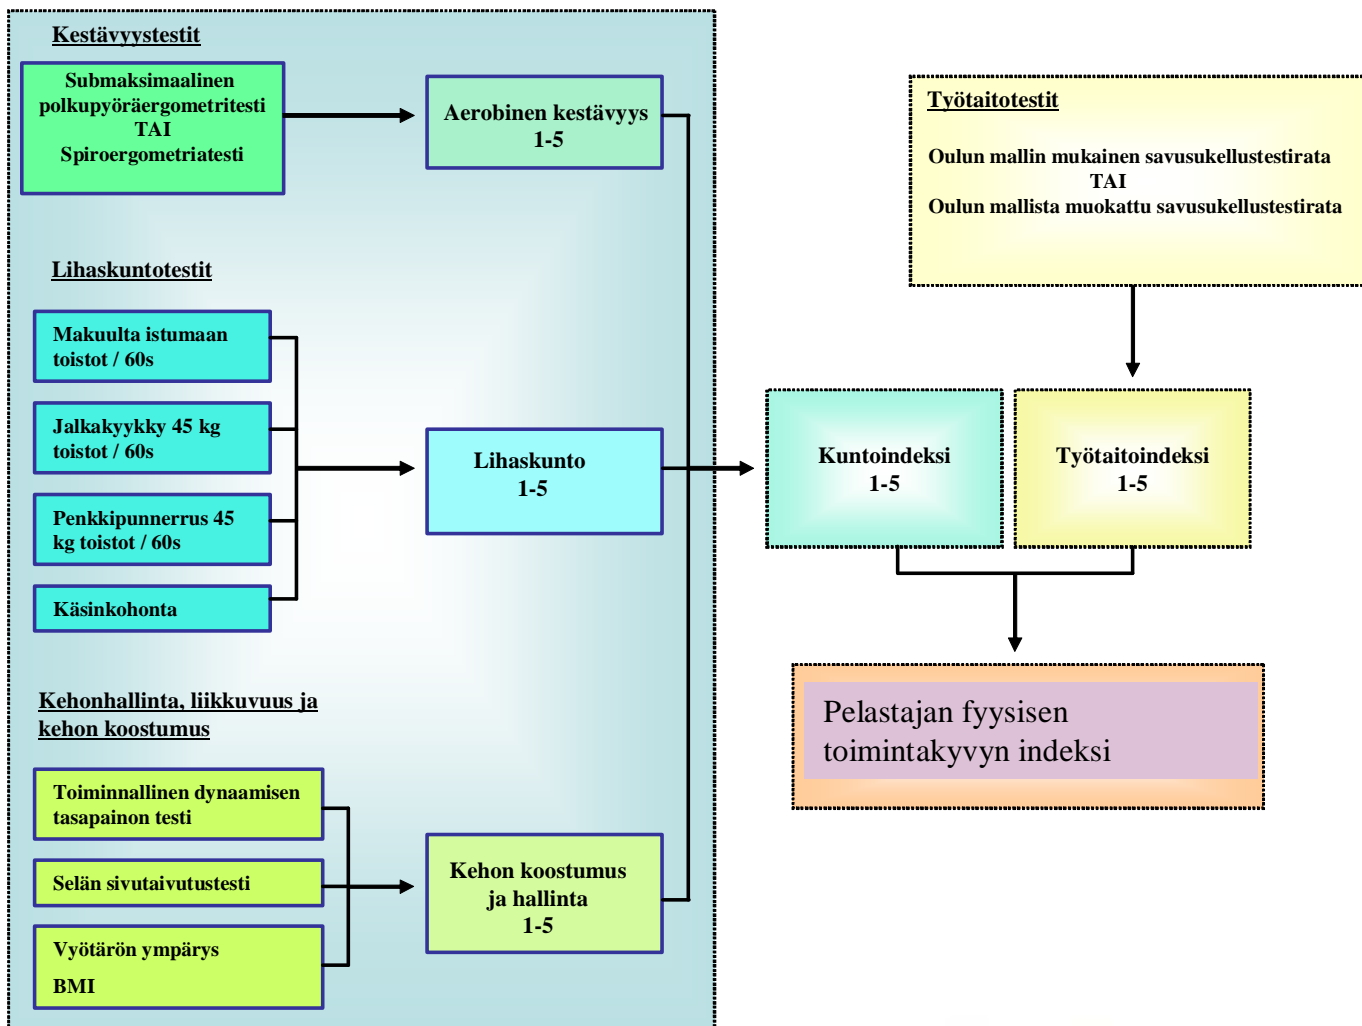 Kestävyystestit
Submaksimaalinen
polkupyöräergometritesti
TAI
Spiroergometriatesti
Aerobinen kestävyys
1-5
Lihaskuntotestit
Makuulta istumaan
toistot / 60s
Jalkakyykky 45 kg
toistot / 60s
Penkkipunnerrus 45
kg toistot / 60s
Käsinkohonta
Lihaskunto
1-5
Kehonhallinta, liikkuvuus ja
kehon koostumus
Toiminnallinen dynaamisen
tasapainon testi
Selän sivutaivutustesti
Vyötärön ympärys
BMI
Kehon koostumus
ja hallinta
1-5
Työtaitotestit
Oulun mallin mukainen savusukellustestirata
TAI
Oulun mallista muokattu savusukellustestirata
Kuntoindeksi
1-5
Työtaitoindeksi
1-5
Pelastajan fyysisen
toimintakyvyn indeksi